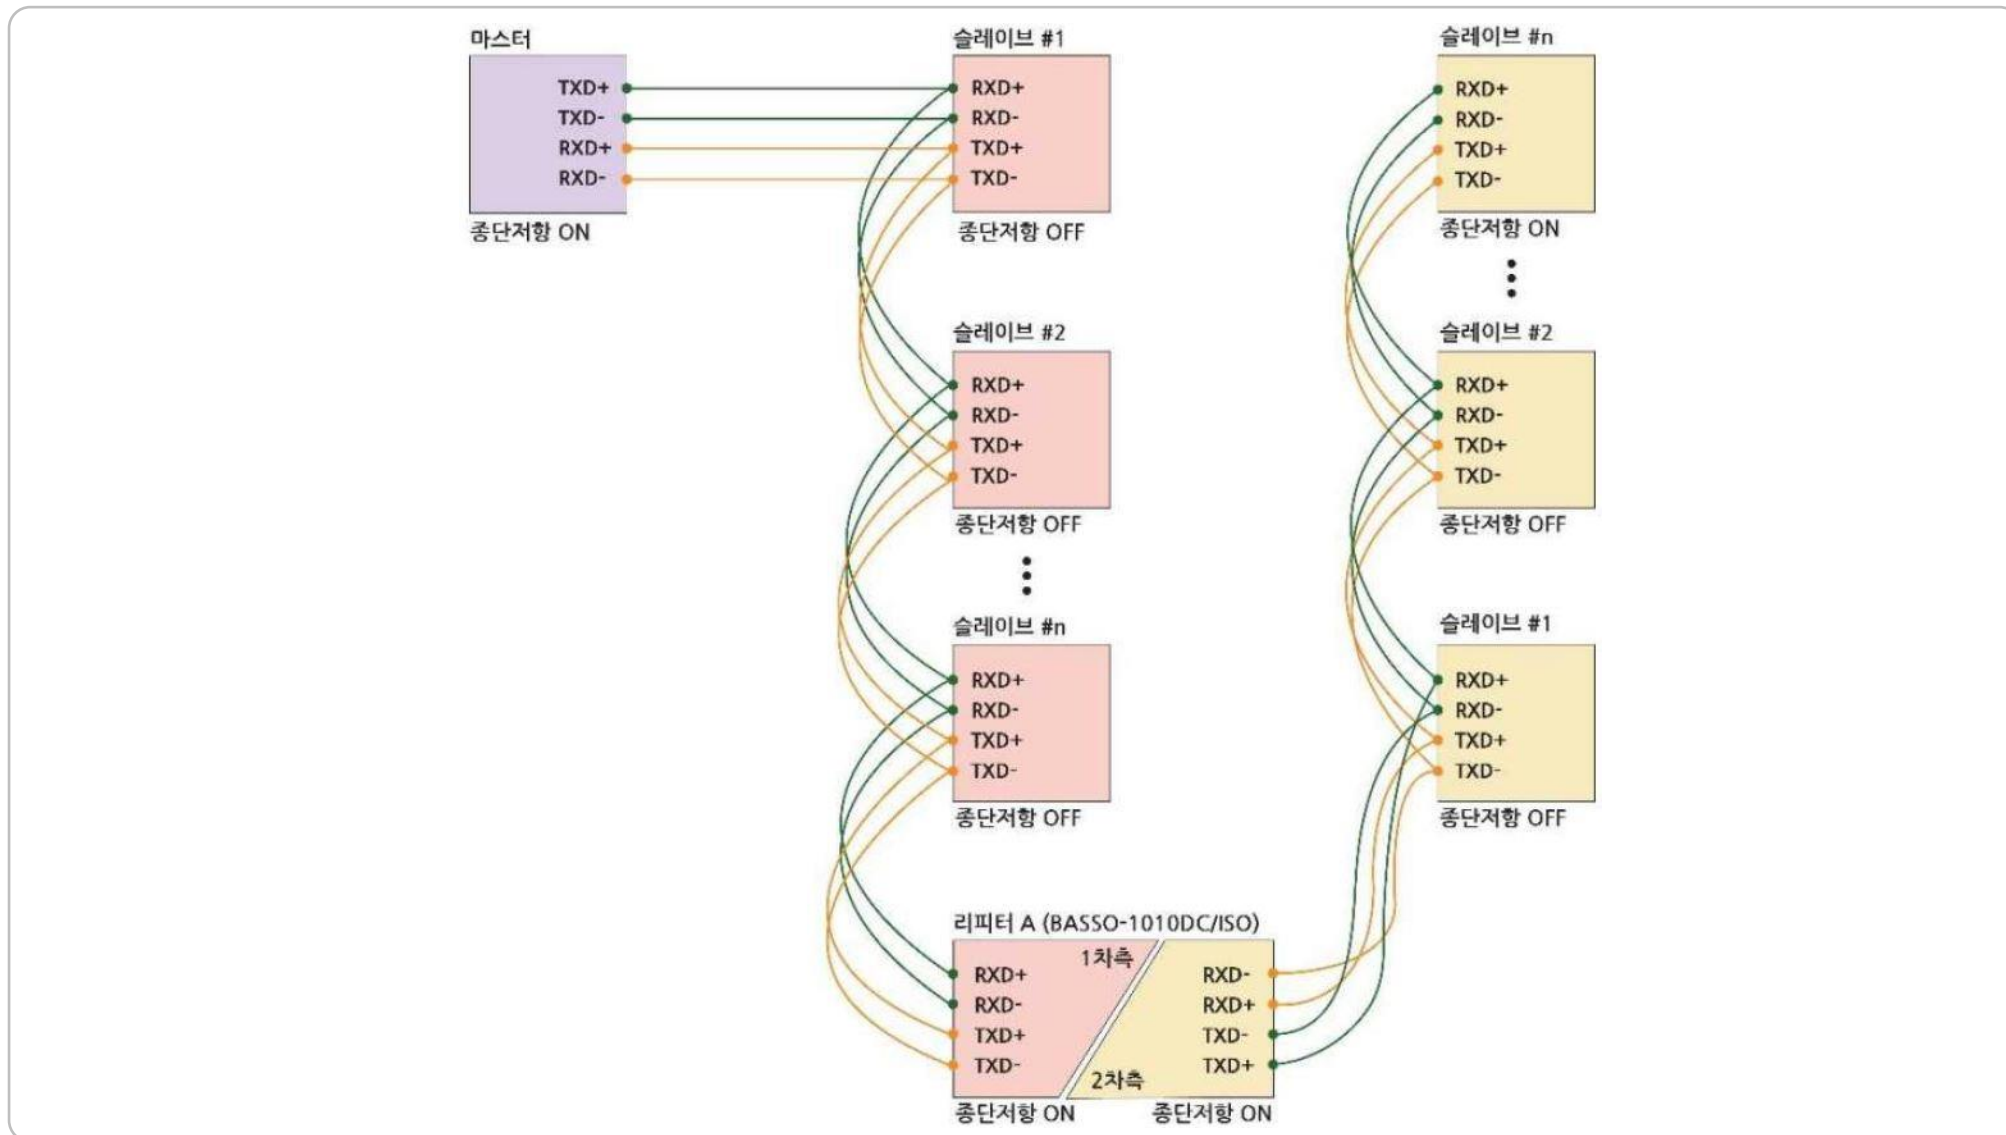 마스터
TXD+
TXD-
RXD+
RXD-
종단저항 ON
슬레이브 #1
RXD+
RXD-
TXD+
TXD-
종단저항 OFF
슬레이브 #2
RXD+
RXD-
TXD+
TXD-
종단저항 OFF
슬레이브 #n
RXD+
RXD-
TXD+
TXD-
종단저항 OFF
리피터 A (BASSO-1010DC/ISO)
1차측
RXD+
RXD-
TXD+
TXD-
종단저항 ON
RXD-
RXD+
TXD-
TXD+
2차측
종단저항 ON
슬레이브 #n
RXD+
RXD-
TXD+
TXD-
종단저항 ON
슬레이브 #2
RXD+
RXD-
TXD+
TXD-
종단저항 OFF
슬레이브 #1
RXD+
RXD-
TXD+
TXD-
종단저항 OFF